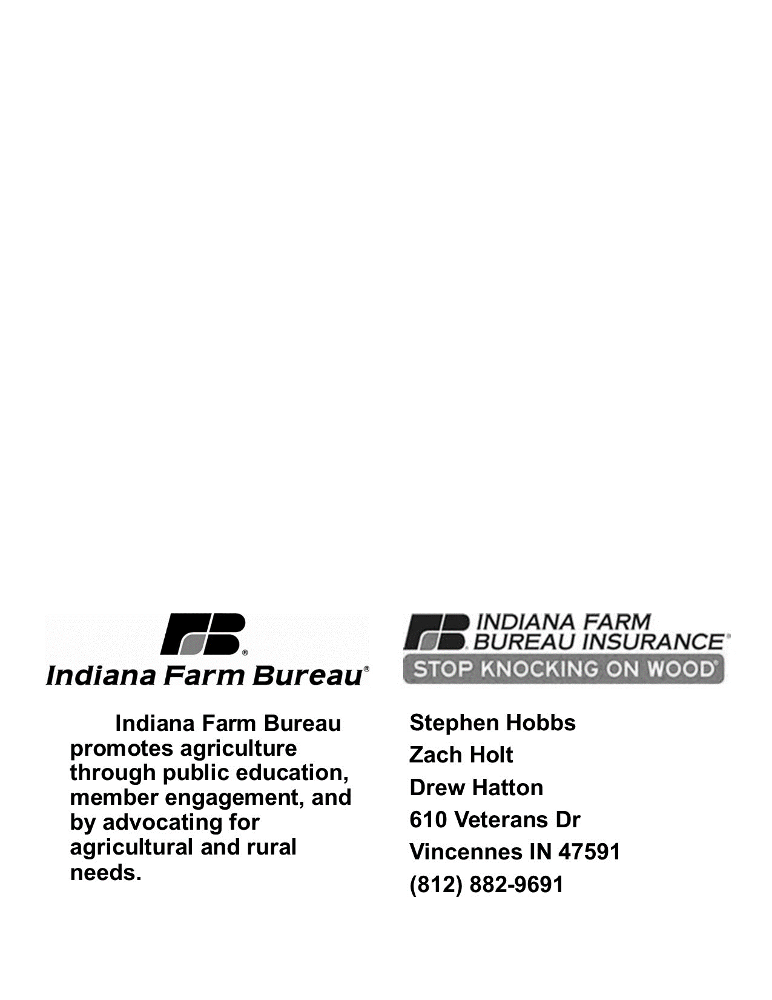 FB®
Indiana Farm Bureau®
Indiana Farm Bureau
promotes agriculture
through public education,
member engagement, and
by advocating for
agricultural and rural
needs.
FB® INDIANA FARM
BUREAU INSURANCE®
STOP KNOCKING ON WOOD®
Stephen Hobbs
Zach Holt
Drew Hatton
610 Veterans Dr
Vincennes IN 47591
(812) 882-9691